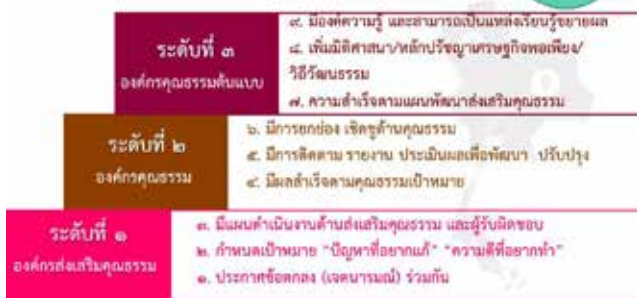 ๙. มีองค์ความรู้ และสามารถเป็นแหล่งเรียนรู้ขยายผล
๘. เพิ่มมิติศาสนา/หลักปรัชญาเศรษฐกิจพอเพียง/
วิถีวัฒนธรรม
๗. ความสำเร็จตามแผนพัฒนาส่งเสริมคุณธรรม
ระดับที่ ๓
องค์กรคุณธรรมต้นแบบ
๖. มีการยกย่อง เชิดชูด้านคุณธรรม
๕. มีการติดตาม รายงาน ประเมินผลเพื่อพัฒนา ปรับปรุง
๔. มีผลสำเร็จตามคุณธรรมเป้าหมาย
ระดับที่ ๒
องค์กรคุณธรรม
๓. มีแผนดำเนินงานด้านส่งเสริมคุณธรรม และผู้รับผิดชอบ
๒. กำหนดเป้าหมาย "ปัญหาที่อยากแก้" "ความดีที่อยากทำ"
๑. ประกาศข้อตกลง (เจตนารมณ์) ร่วมกัน
ระดับที่ ๑
องค์กรส่งเสริมคุณธรรม